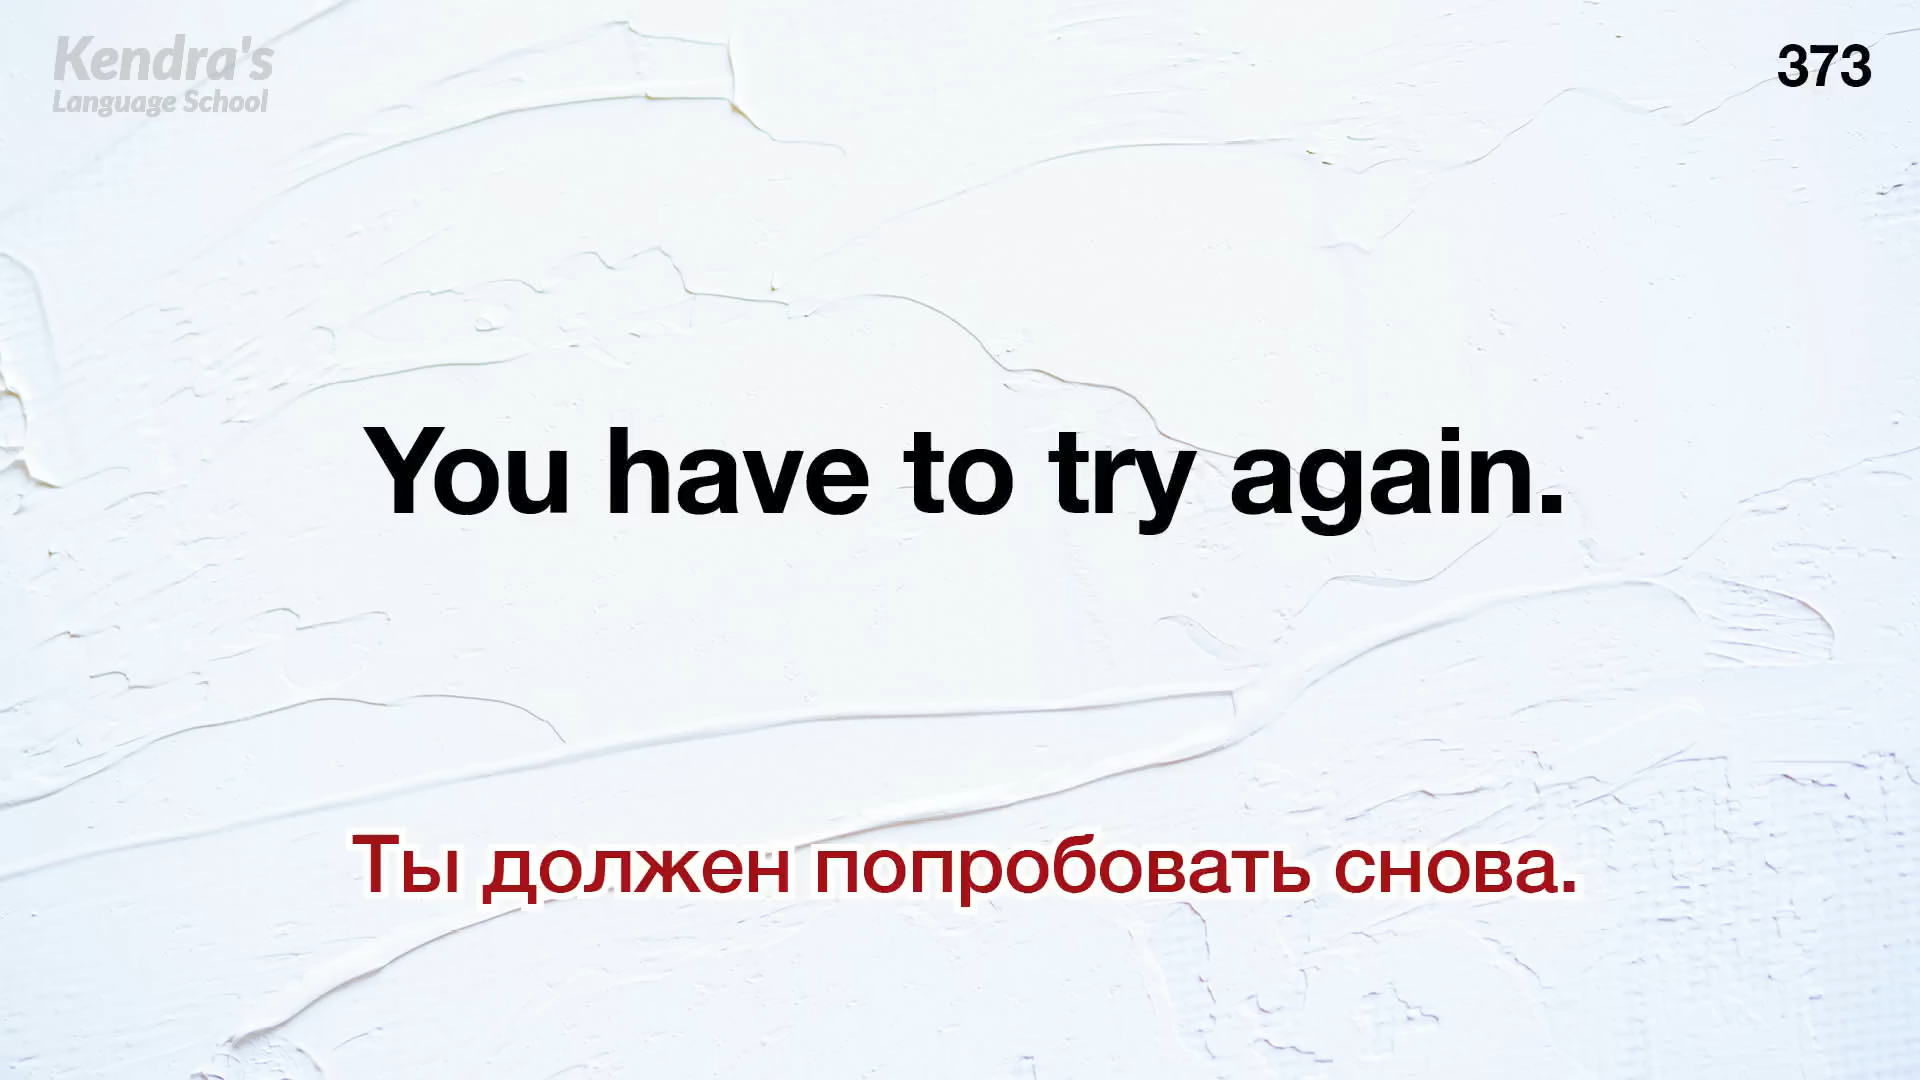 Kendra's
Language School
373
You have to try again.
Ты должен попробовать снова.